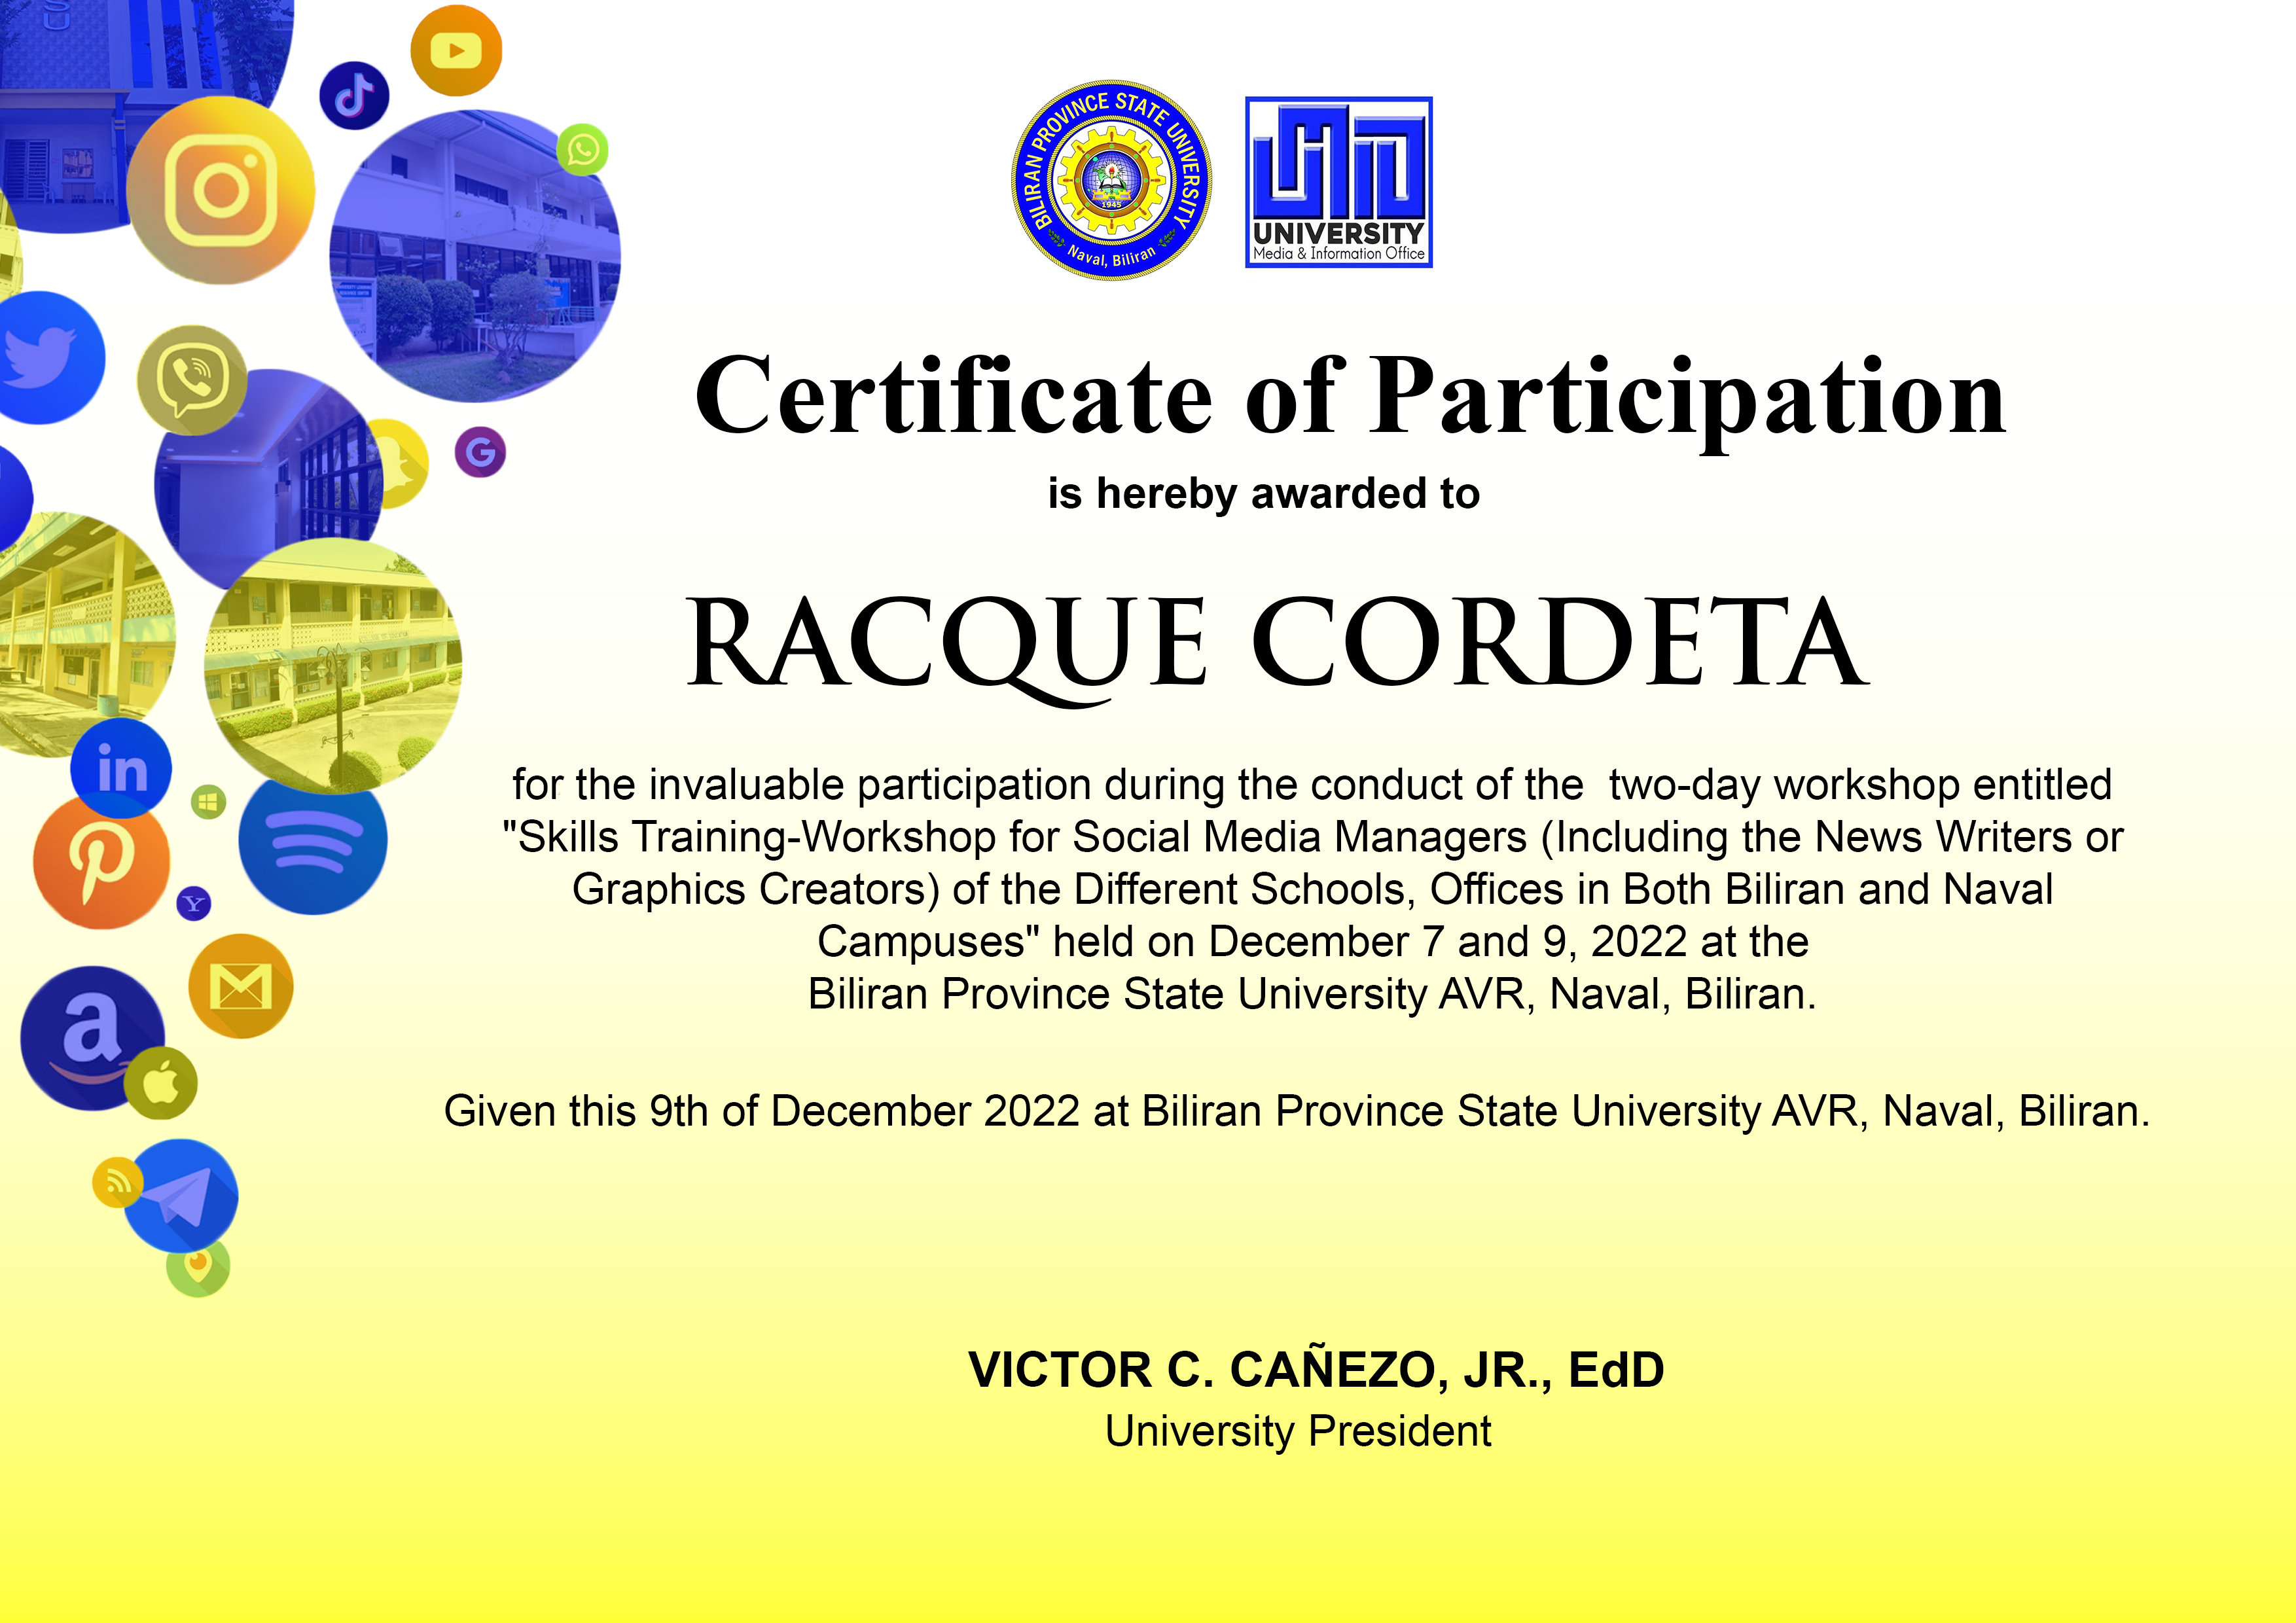 SU
BILIRAN PROVINCE STATE UNIVERSITY
1945
Naval, Biliran
UNIVERSITY
Media & Information Office
Certificate of Participation
is hereby awarded to
RACQUE CORDETA
for the invaluable participation during the conduct of the  two-day workshop entitled
"Skills Training-Workshop for Social Media Managers (Including the News Writers or
Graphics Creators) of the Different Schools, Offices in Both Biliran and Naval
Campuses" held on December 7 and 9, 2022 at the
Biliran Province State University AVR, Naval, Biliran.
Given this 9th of December 2022 at Biliran Province State University AVR, Naval, Biliran.
VICTOR C. CAÑEZO, JR., EdD
University President